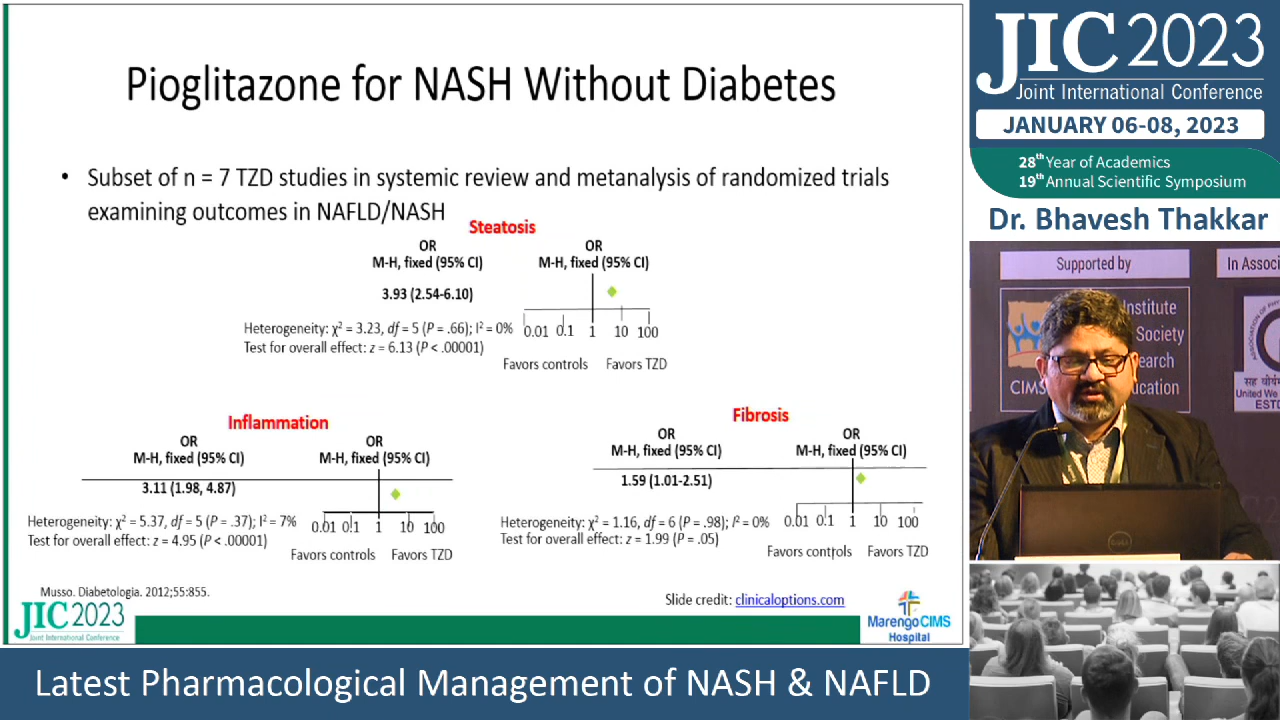 Pioglitazone for NASH Without Diabetes
• Subset of n = 7 TZD studies in systemic review and metanalysis of randomized trials
examining outcomes in NAFLD/NASH
Steatosis
OR
M-H, fixed (95% CI)
3.93 (2.54-6.10)
OR
M-H, fixed (95% CI)
Heterogeneity: χ² = 3.23, df = 5 (P = .66); I² = 0%
Test for overall effect: z = 6.13 (P < .00001)
0.01 0.1 1 10 100
Favors controls Favors TZD
Inflammation
OR
M-H, fixed (95% CI)
3.11 (1.98, 4.87)
OR
M-H, fixed (95% CI)
Heterogeneity: χ² = 5.37, df = 5 (P = .37); I² = 7%
Test for overall effect: z = 4.95 (P < .00001)
0.01 0.1 1 10 100
Favors controls Favors TZD
Fibrosis
OR
M-H, fixed (95% CI)
1.59 (1.01-2.51)
OR
M-H, fixed (95% CI)
Heterogeneity: χ² = 1.16, df = 6 (P = .98); I² = 0%
Test for overall effect: z = 1.99 (P = .05)
0.01 0.1 1 10 100
Favors controls Favors TZD
Musso. Diabetologia. 2012;55:855.
Slide credit: clinicaloptions.com
JIC 2023
Joint International Conference
MarengoCIMS
Hospital
JIC 2023
Joint International Conference
JANUARY 06-08, 2023
28th Year of Academics
19th Annual Scientific Symposium
Dr. Bhavesh Thakkar
Supported by
In Associ
Institute
Society
CIMS
United We
ESTD
Latest Pharmacological Management of NASH & NAFLD